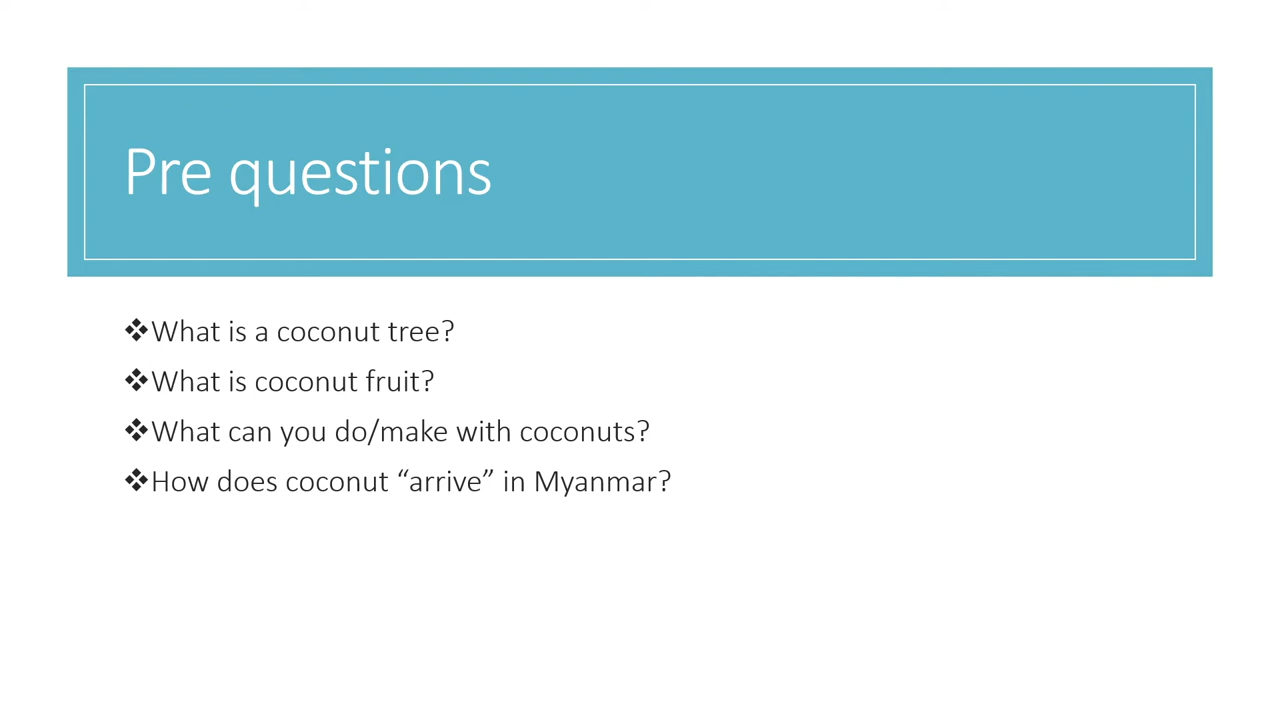 Pre questions
❖What is a coconut tree?
❖What is coconut fruit?
❖What can you do/make with coconuts?
❖How does coconut “arrive” in Myanmar?